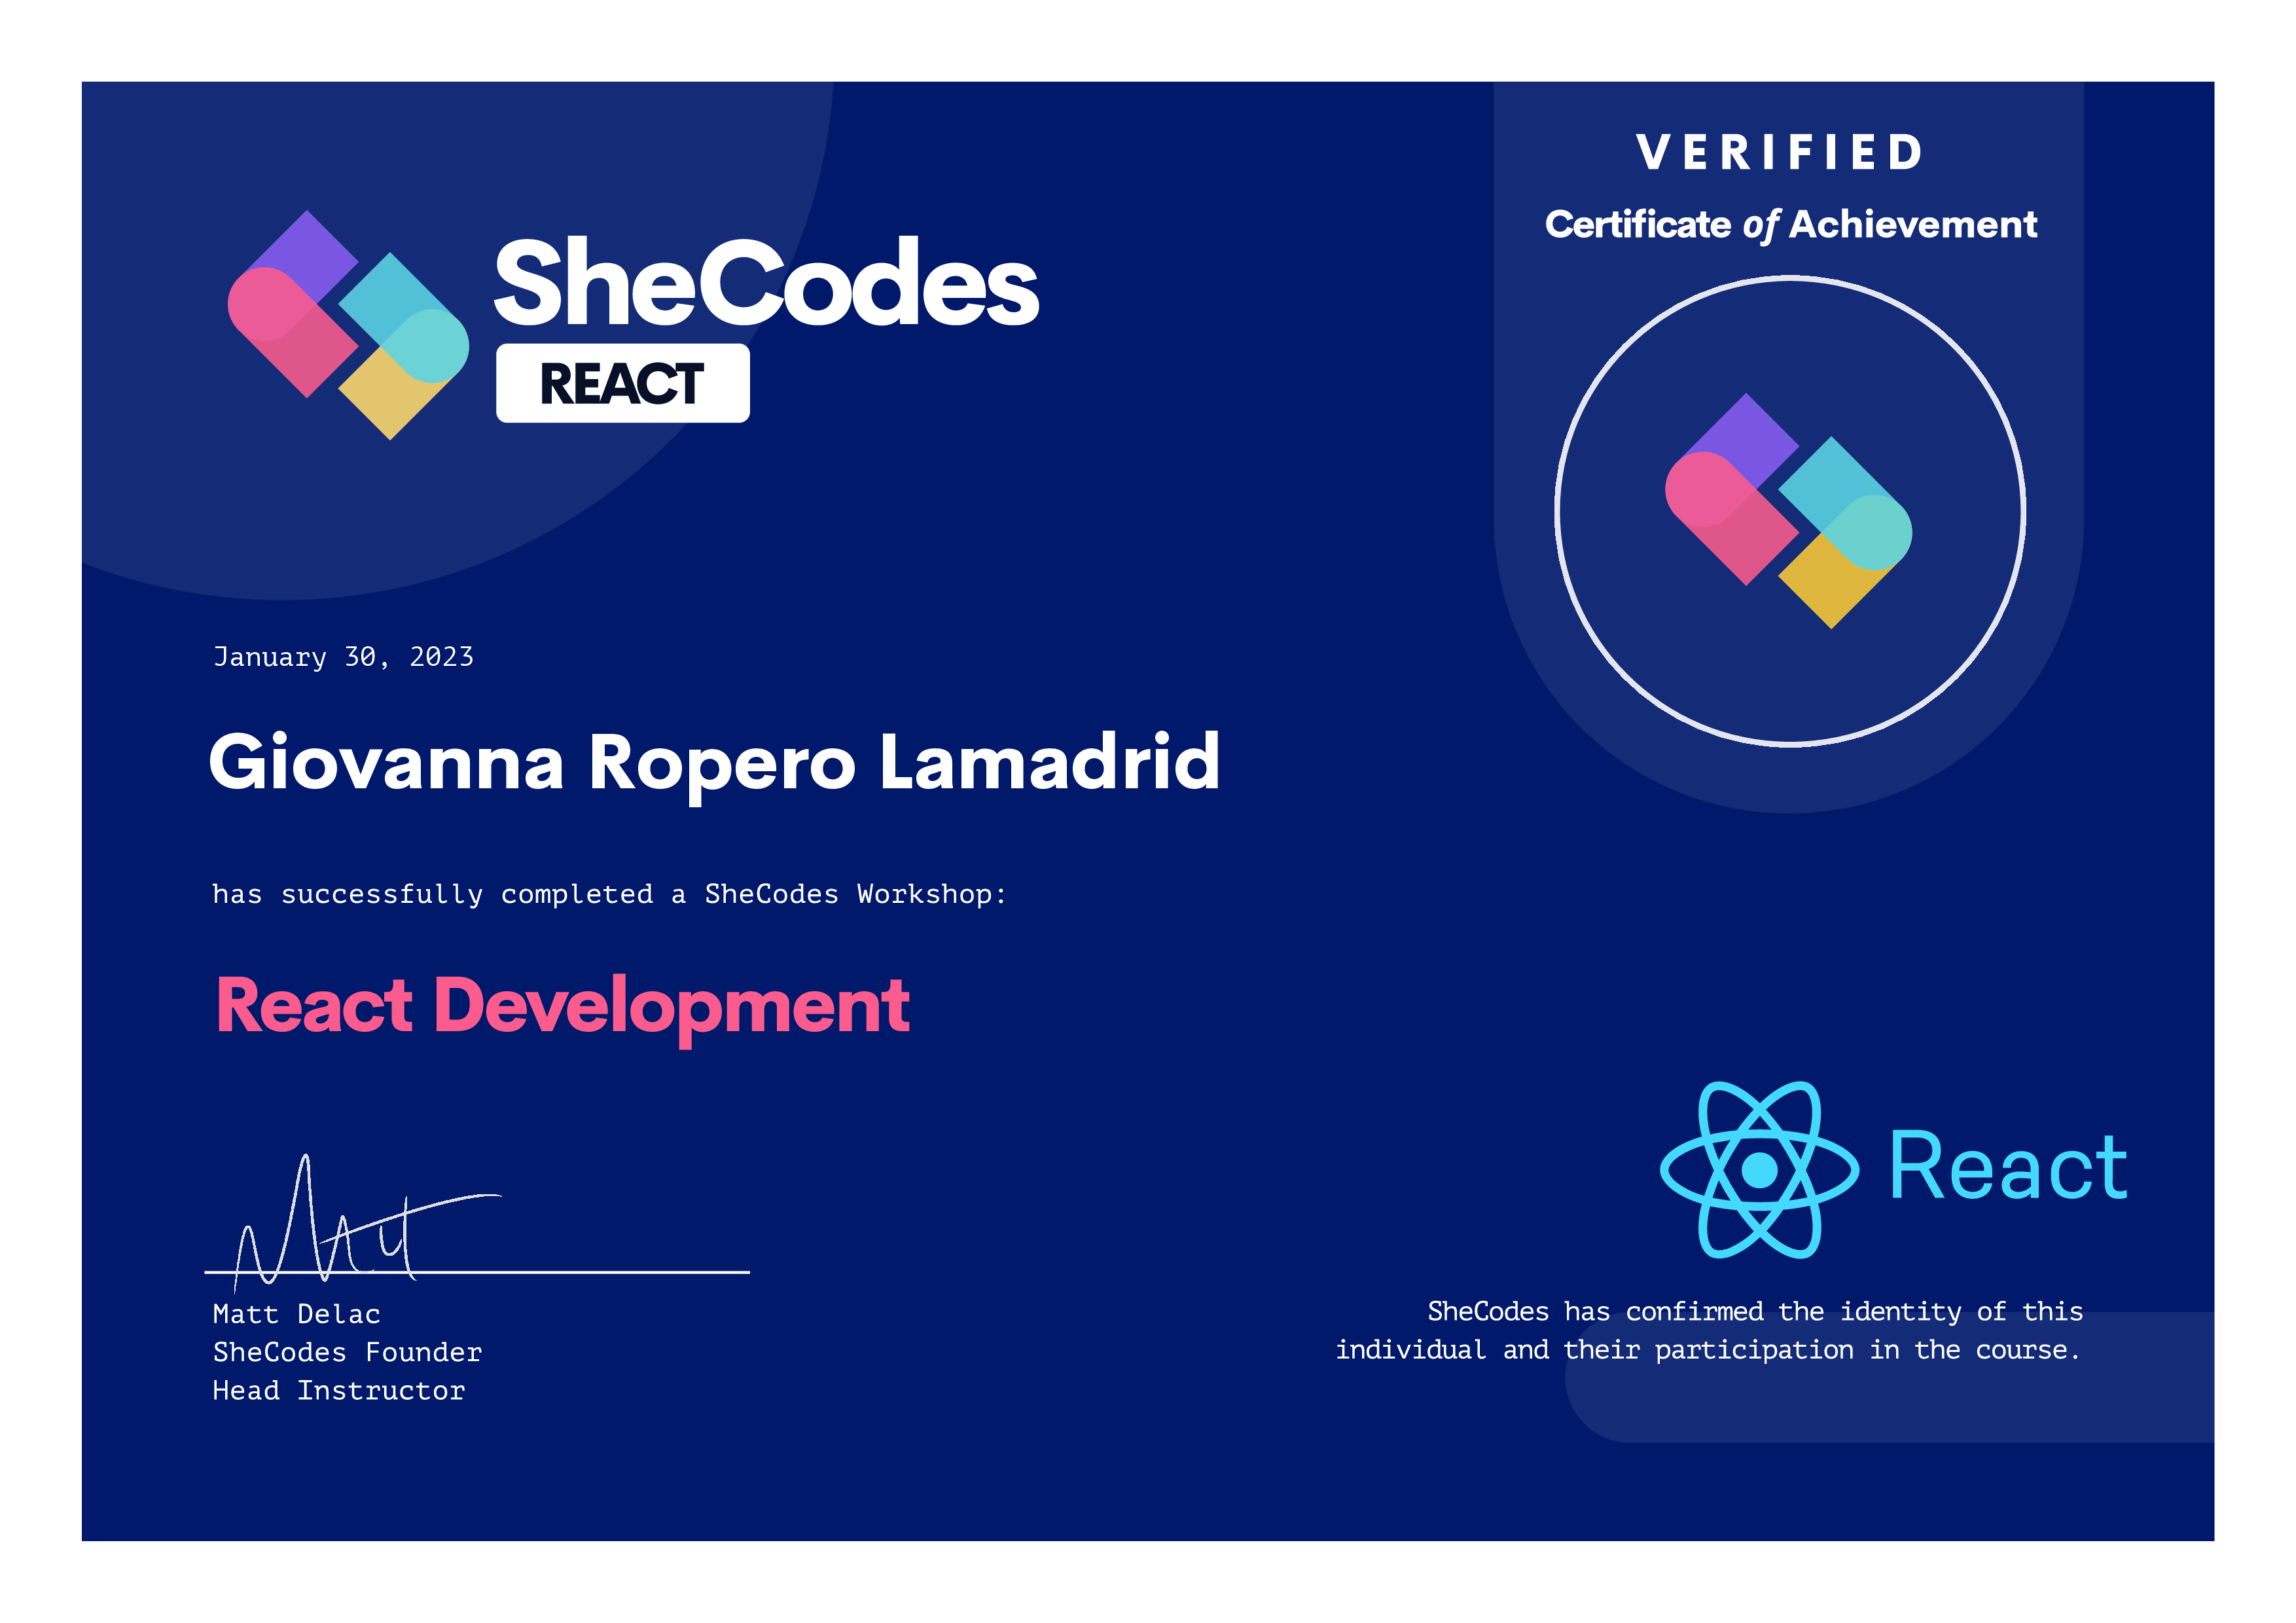 SheCodes
REACT
VERIFIED
Certificate of Achievement
January 30, 2023
Giovanna Ropero Lamadrid
has successfully completed a SheCodes Workshop:
React Development
Matt
Matt Delac
SheCodes Founder
Head Instructor
React
SheCodes has confirmed the identity of this
individual and their participation in the course.